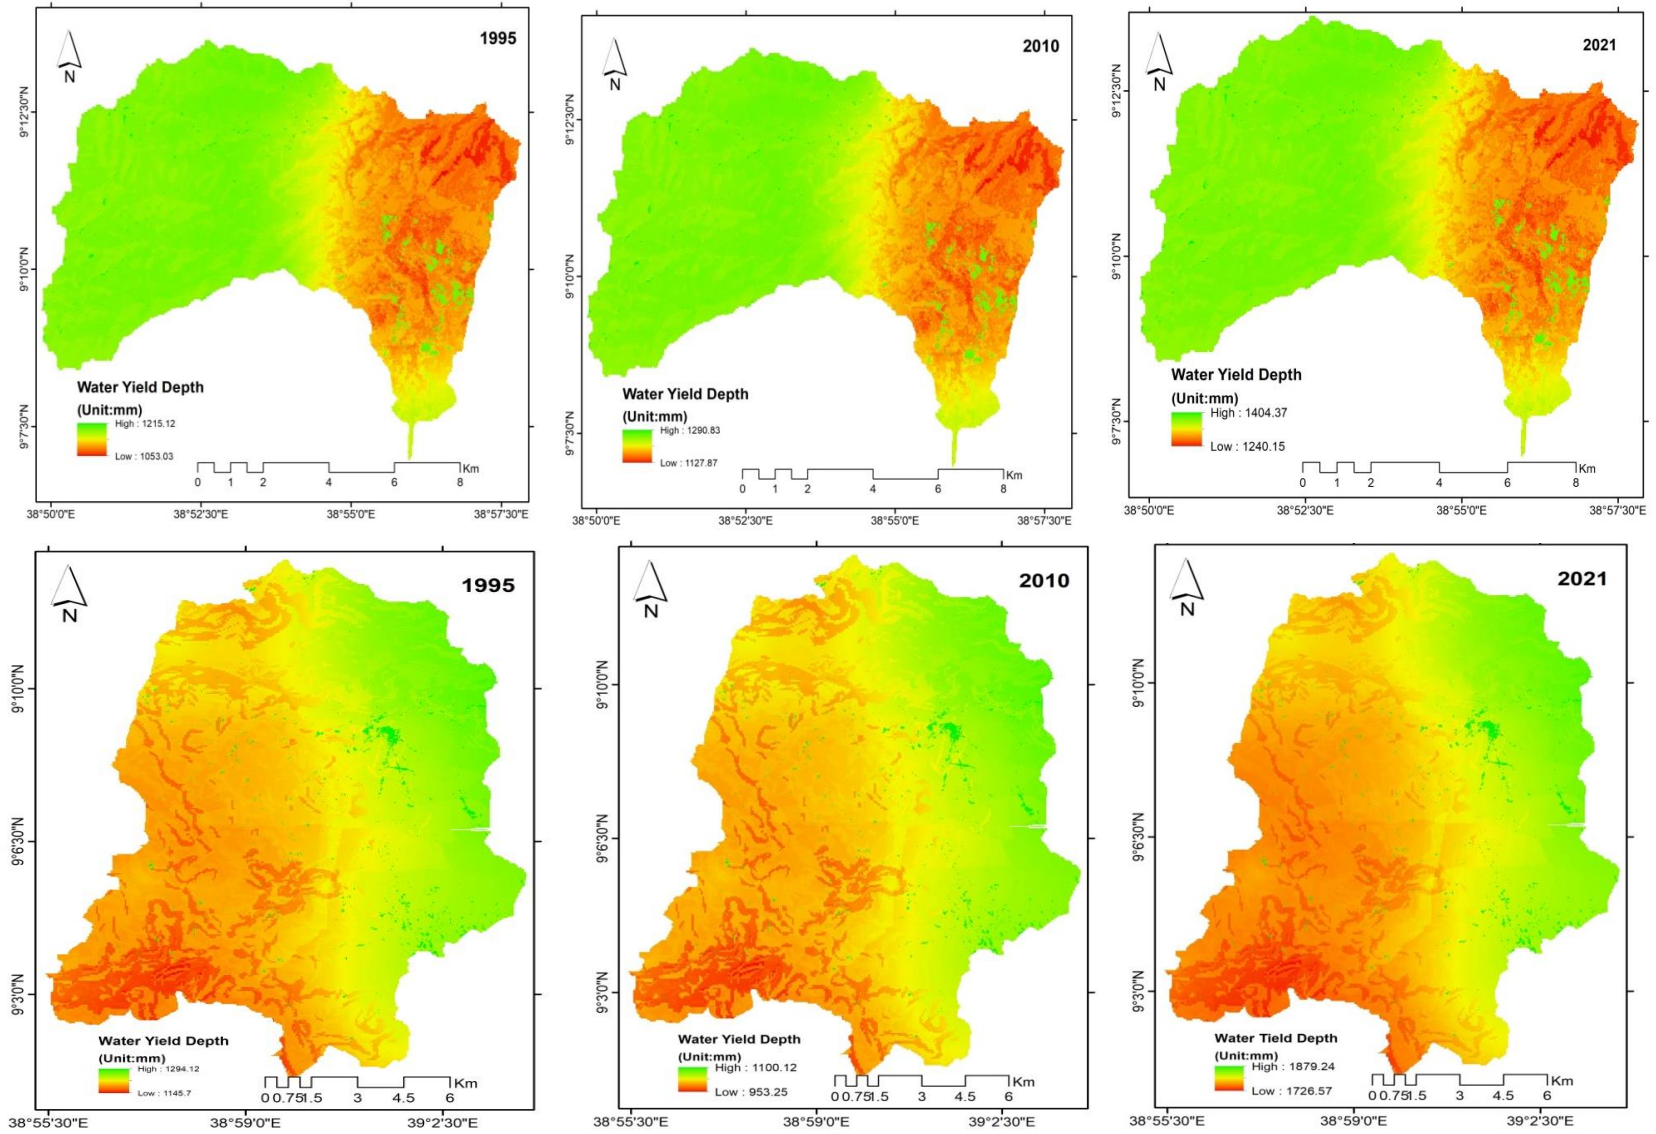 1995
N
9°12'30"N
9°10'0"N
9°7'30"N
Water Yield Depth
(Unit:mm)
High : 1215.12
Low : 1053.03
Km
0 1 2 4 6 8
38°50'0"E 38°52'30"E 38°55'0"E 38°57'30"E
2010
N
9°12'30"N
9°10'0"N
9°7'30"N
Water Yield Depth
(Unit:mm)
High : 1290.83
Low : 1127.87
Km
0 1 2 4 6 8
38°50'0"E 38°52'30"E 38°55'0"E 38°57'30"E
2021
N
9°12'30"N
9°10'0"N
9°7'30"N
Water Yield Depth
(Unit:mm)
High : 1404.37
Low : 1240.15
Km
0 1 2 4 6 8
38°50'0"E 38°52'30"E 38°55'0"E 38°57'30"E
1995
N
9°10'0"N
9°6'30"N
9°3'0"N
Water Yield Depth
(Unit:mm)
High : 1294.12
Low : 1145.7
Km
0 0.75 1.5 3 4.5 6
38°55'30"E 38°59'0"E 39°2'30"E
2010
N
9°10'0"N
9°6'30"N
9°3'0"N
Water Yield Depth
(Unit:mm)
High : 1100.12
Low : 953.25
Km
0 0.75 1.5 3 4.5 6
38°55'30"E 38°59'0"E 39°2'30"E
2021
N
9°10'0"N
9°6'30"N
9°3'0"N
Water Tield Depth
(Unit:mm)
High : 1879.24
Low : 1726.57
Km
0 0.75 1.5 3 4.5 6
38°55'30"E 38°59'0"E 39°2'30"E